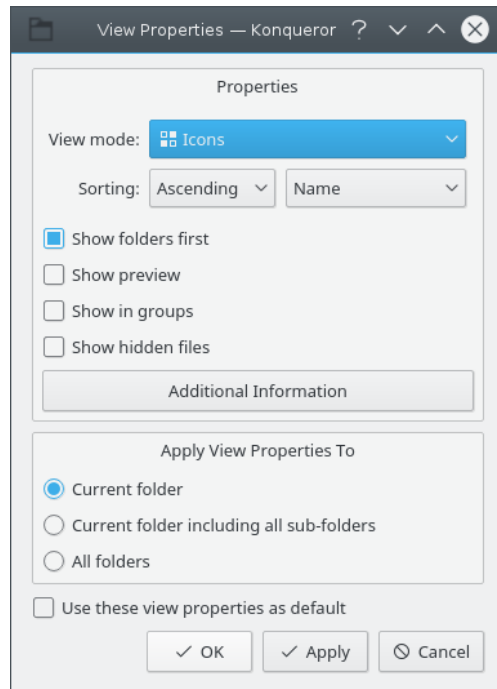 View Properties — Konqueror ?
Properties
View mode: Icons
Sorting: Ascending Name
Show folders first
Show preview
Show in groups
Show hidden files
Additional Information
Apply View Properties To
Current folder
Current folder including all sub-folders
All folders
Use these view properties as default
OK Apply Cancel